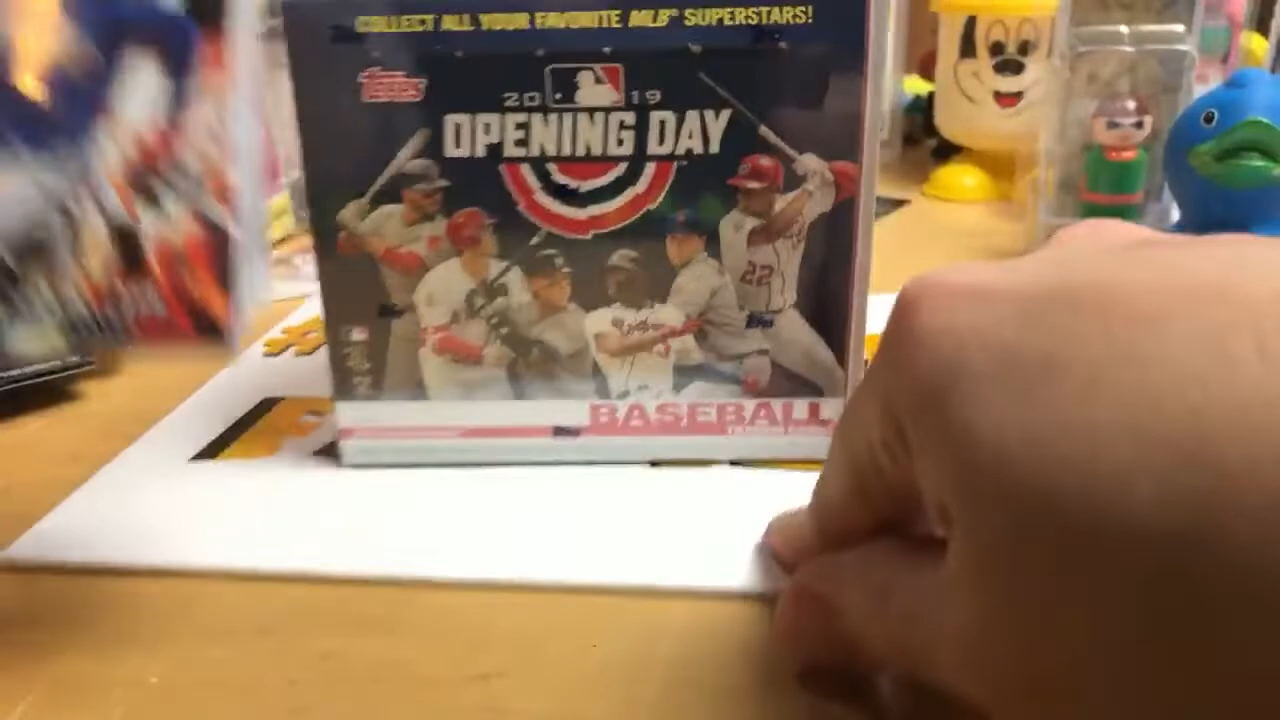 COLLECT ALL YOUR FAVORITE MLB® SUPERSTARS!
Topps
2019
OPENING DAY
22
BASEBALL